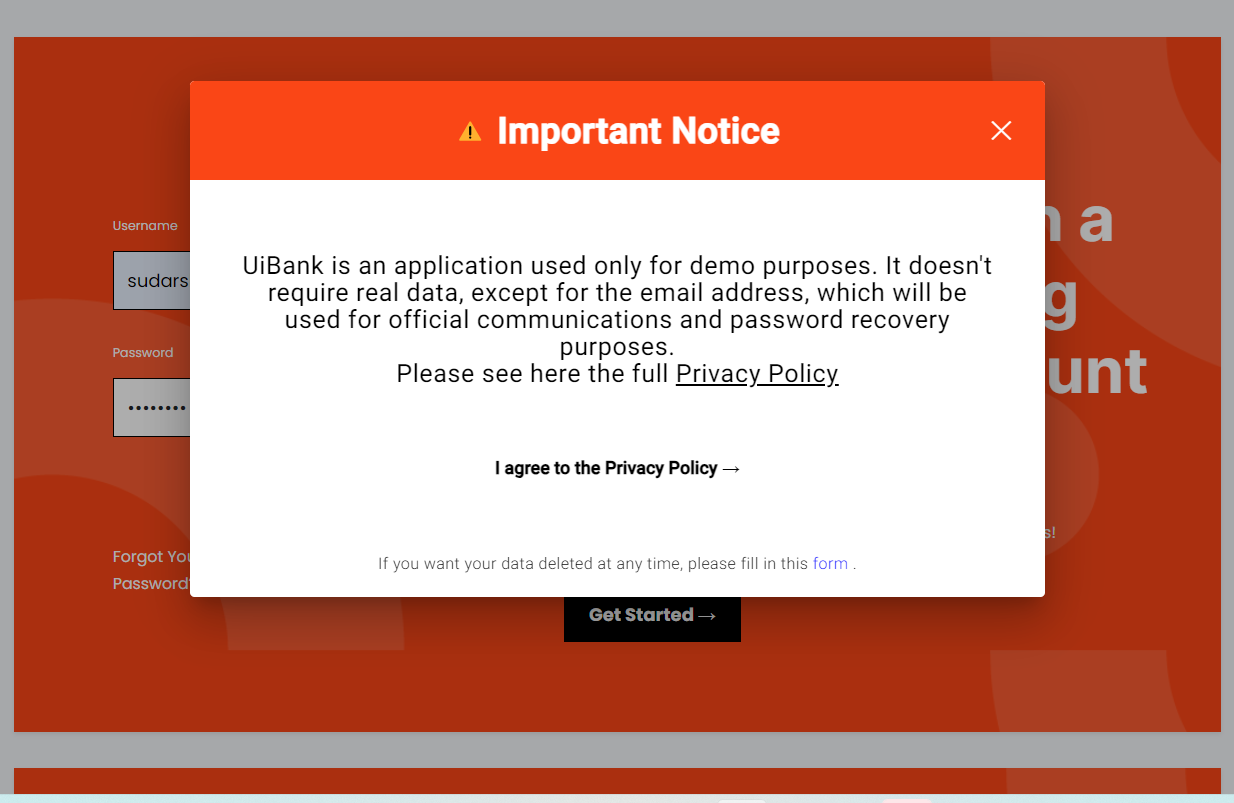 ⚠ Important Notice
Username
sudars
Password
••••••••
UiBank is an application used only for demo purposes. It doesn't
require real data, except for the email address, which will be
used for official communications and password recovery
purposes.
Please see here the full Privacy Policy
I agree to the Privacy Policy →
If you want your data deleted at any time, please fill in this form .
a
g
unt
s!
Forgot You
Password
Get Started →